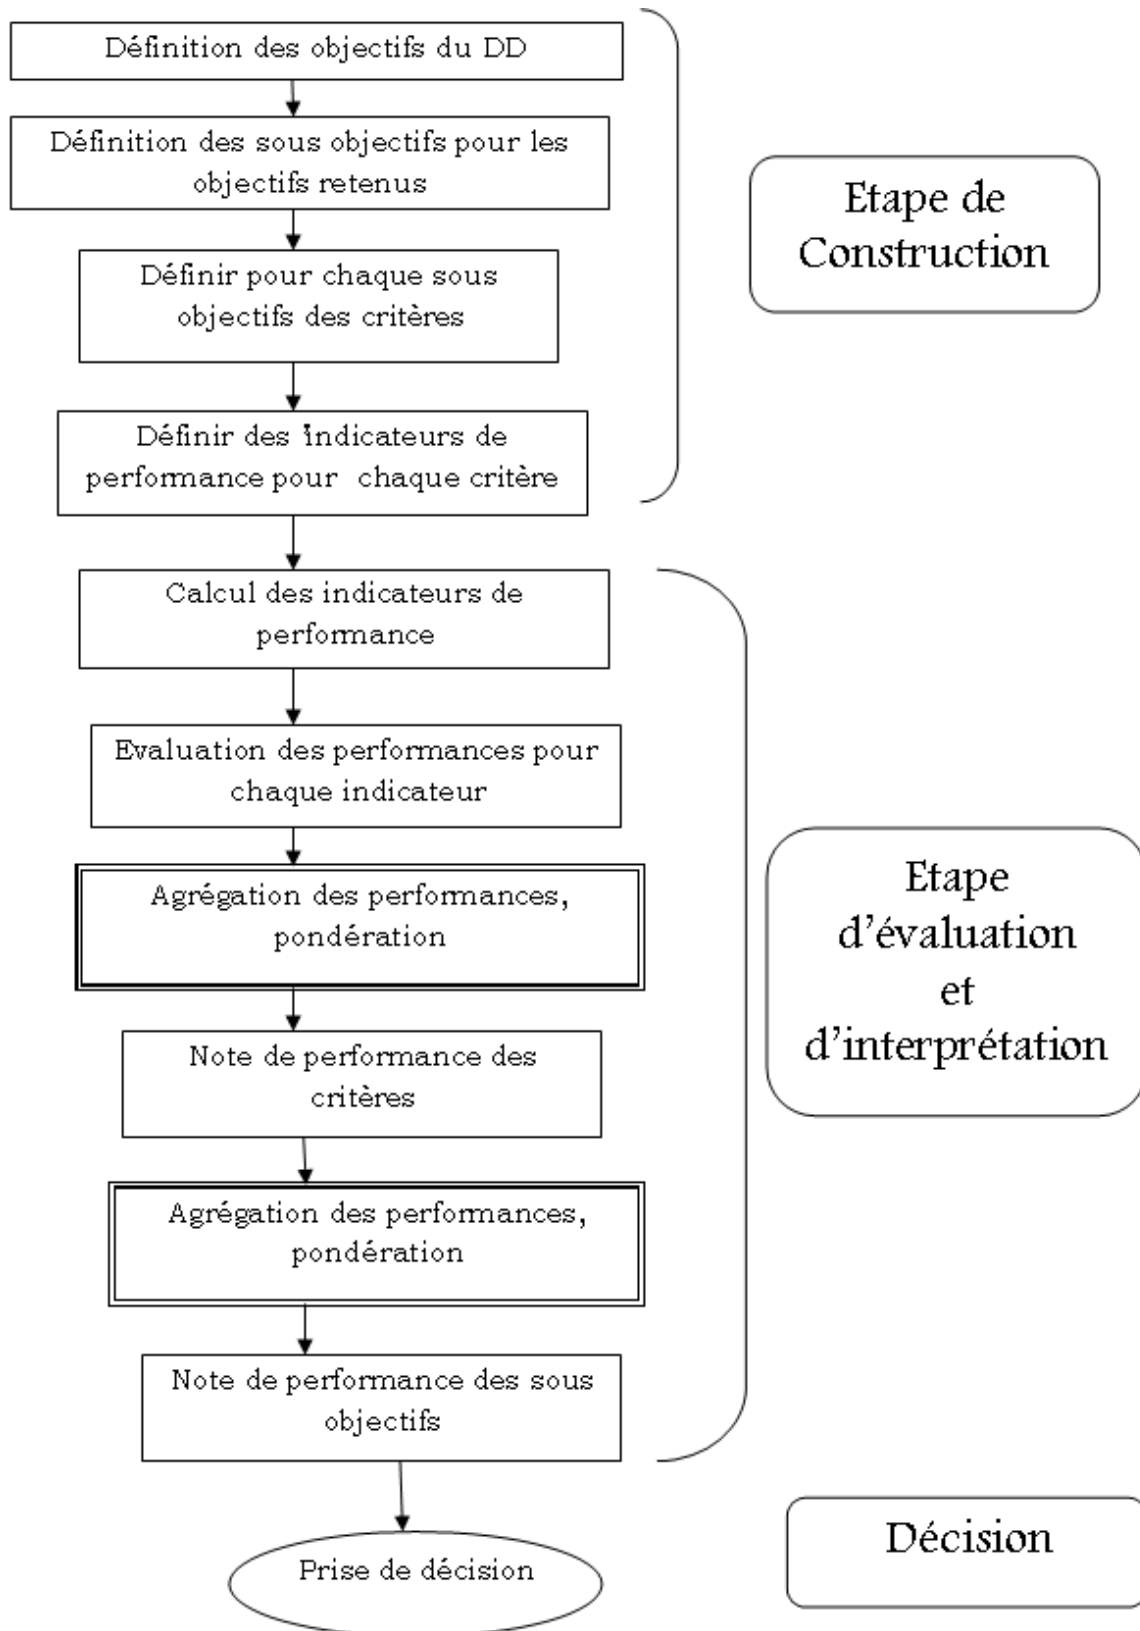 Définition des objectifs du DD
Définition des sous objectifs pour les
objectifs retenus
Définir pour chaque sous
objectifs des critères
Définir des indicateurs de
performance pour chaque critère
Etape de
Construction
Calcul des indicateurs de
performance
Evaluation des performances pour
chaque indicateur
Agrégation des performances,
pondération
Note de performance des
critères
Agrégation des performances,
pondération
Note de performance des sous
objectifs
Etape
d'évaluation
et
d'interprétation
Prise de décision
Décision